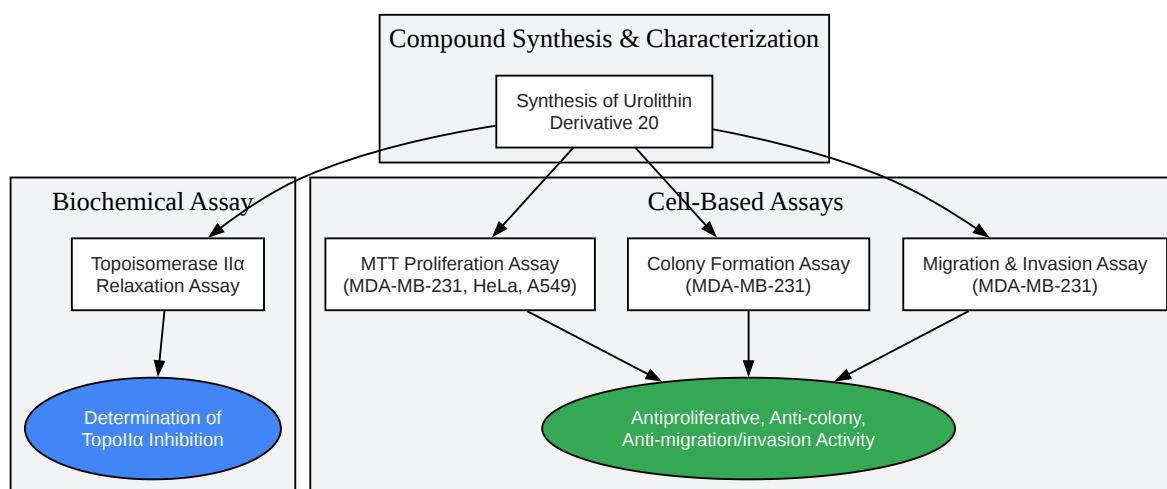 Compound Synthesis & Characterization
Synthesis of Urolithin
Derivative 20
Biochemical Assay
Cell-Based Assays
Topoisomerase IIα
Relaxation Assay
MTT Proliferation Assay
(MDA-MB-231, HeLa, A549)
Colony Formation Assay
(MDA-MB-231)
Migration & Invasion Assay
(MDA-MB-231)
Determination of
TopoIIα Inhibition
Antiproliferative, Anti-colony,
Anti-migration/invasion Activity